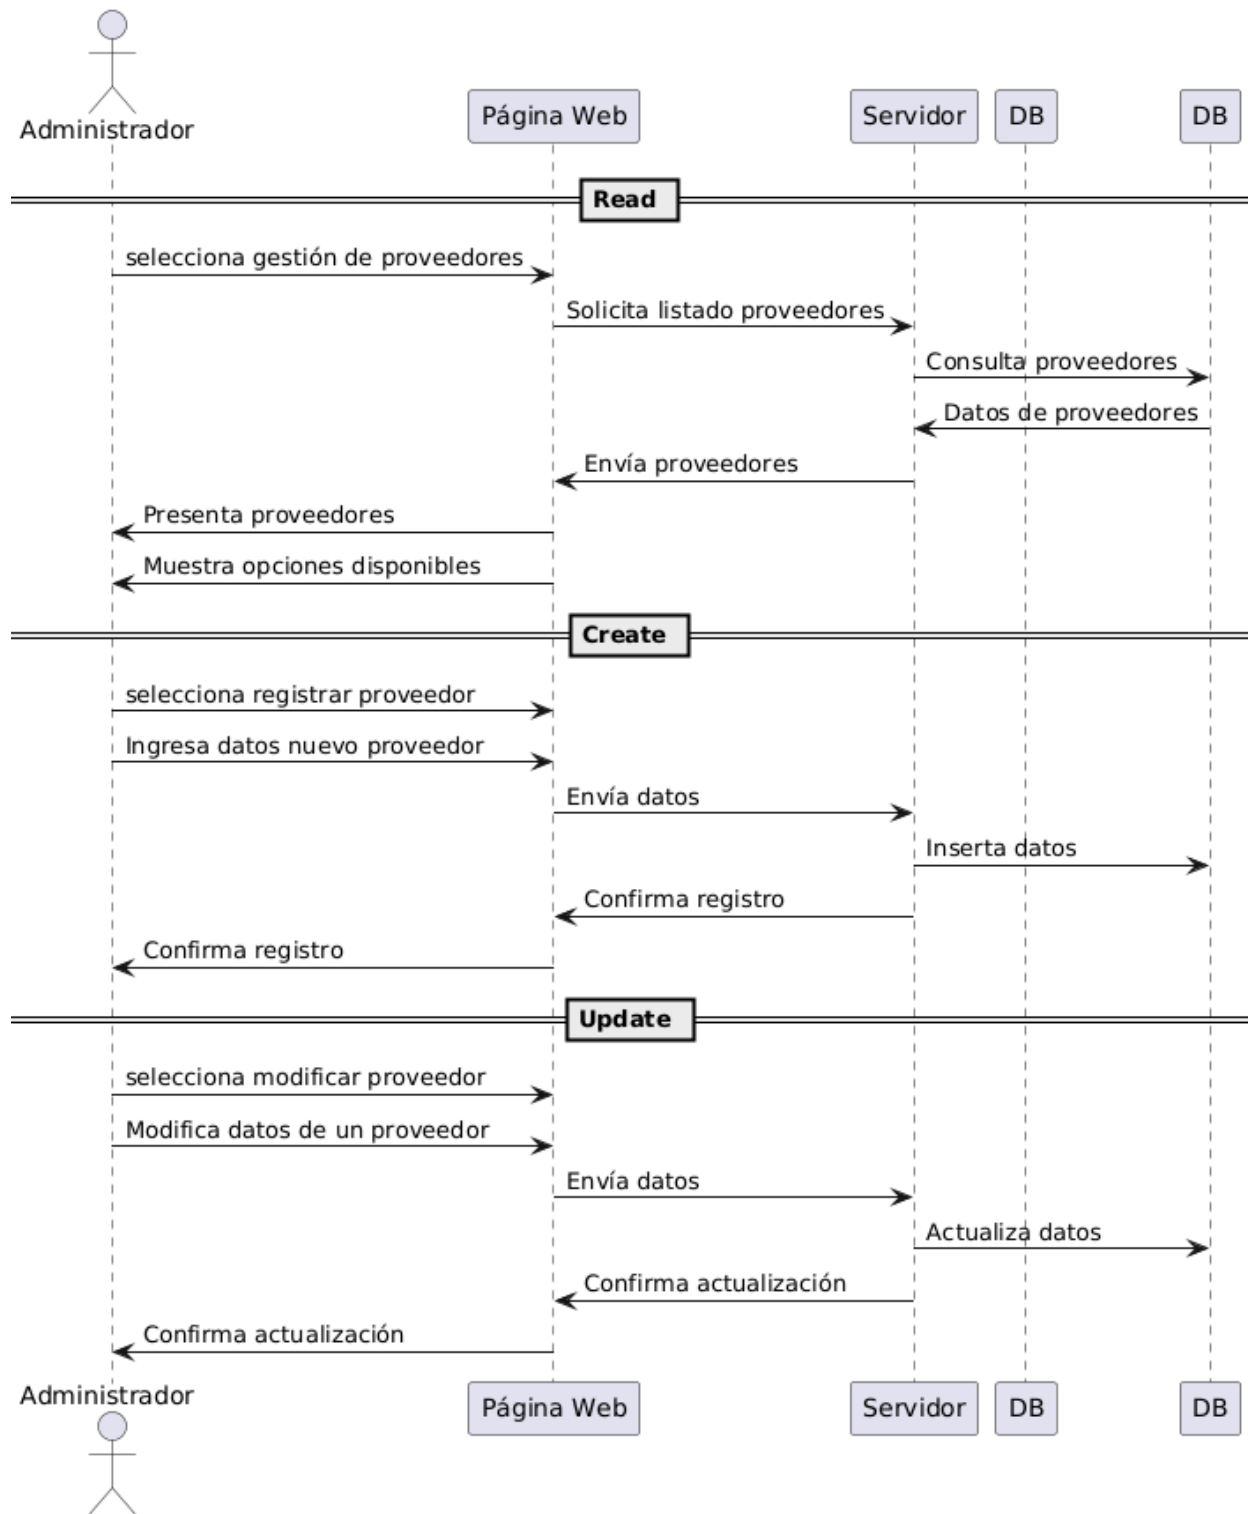 Administrador
Página Web
Servidor
DB
DB
Read
selecciona gestión de proveedores
Solicita listado proveedores
Consulta proveedores
Datos de proveedores
Envía proveedores
Presenta proveedores
Muestra opciones disponibles
Create
selecciona registrar proveedor
Ingresa datos nuevo proveedor
Envía datos
Inserta datos
Confirma registro
Confirma registro
Update
selecciona modificar proveedor
Modifica datos de un proveedor
Envía datos
Actualiza datos
Confirma actualización
Confirma actualización
Administrador
Página Web
Servidor
DB
DB